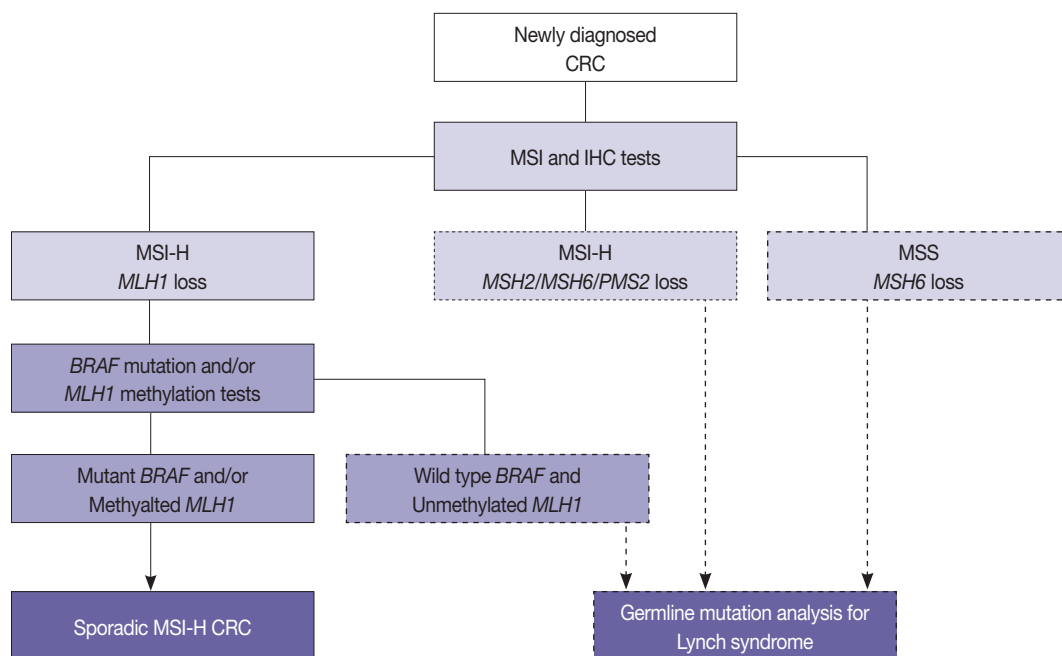 Newly diagnosed
CRC
MSI and IHC tests
MSI-H
MLH1 loss
MSI-H
MSH2/MSH6/PMS2 loss
MSS
MSH6 loss
BRAF mutation and/or
MLH1 methylation tests
Mutant BRAF and/or
Methyalted MLH1
Wild type BRAF and
Unmethylated MLH1
Sporadic MSI-H CRC
Germline mutation analysis for
Lynch syndrome